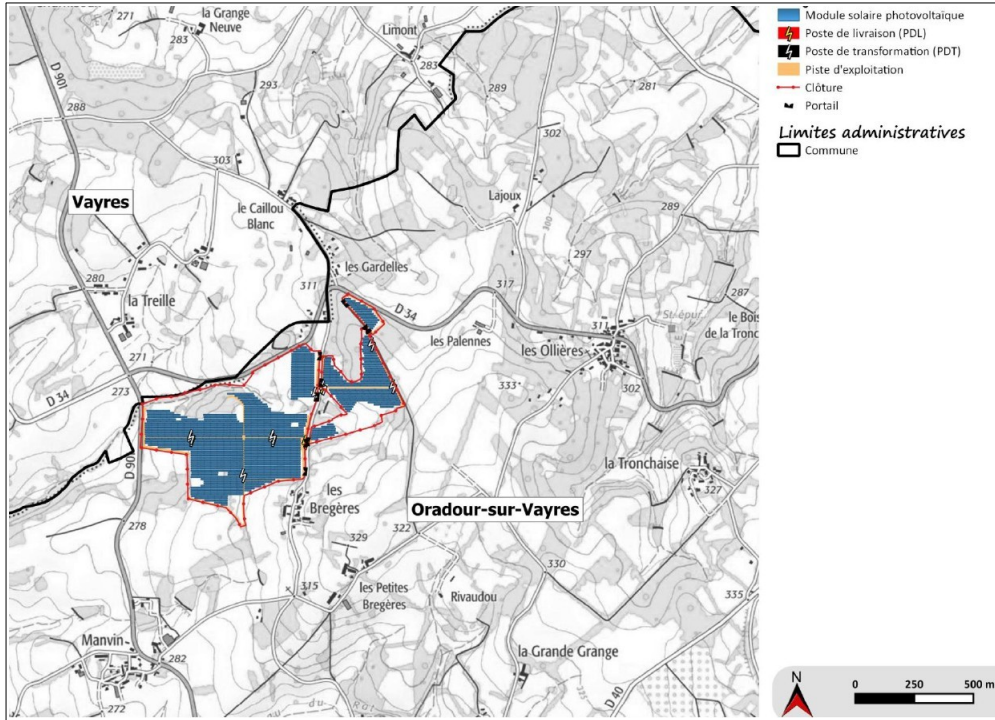 la Grange
Neuve
283
Limont
283
D 901
288
293
289
281
302
303
Vayres
le Caillou
Blanc
Lajoux
289
300
297
les Gardelles
280
311
317
287
la Treille
D 34
St. épur.
le Bois
de la Tronc
311
les Palennes
les Ollières
271
273
D 34
333
302
D 90
la Tronchaise
327
les
Bregères
Oradour-sur-Vayres
278
322
329
330
315
les Petites
Bregères
Rivaudou
335
Manvin
282
la Grande Grange
272
D 40
Module solaire photovoltaïque
Poste de livraison (PDL)
Poste de transformation (PDT)
Piste d'exploitation
Clôture
Portail
Limites administratives
Commune
N
0 250 500 m